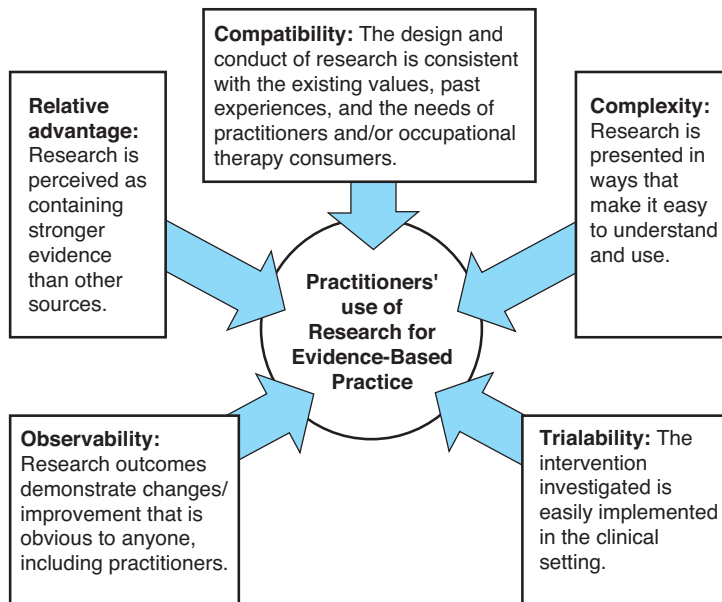 Compatibility: The design and
conduct of research is consistent
with the existing values, past
experiences, and the needs of
practitioners and/or occupational
therapy consumers.
Relative
advantage:
Research is
perceived as
containing
stronger
evidence
than other
sources.
Complexity:
Research is
presented in
ways that
make it easy
to understand
and use.
Practitioners'
use of
Research for
Evidence-Based
Practice
Observability:
Research outcomes
demonstrate changes/
improvement that is
obvious to anyone,
including practitioners.
Trialability: The
intervention
investigated is
easily implemented
in the clinical
setting.